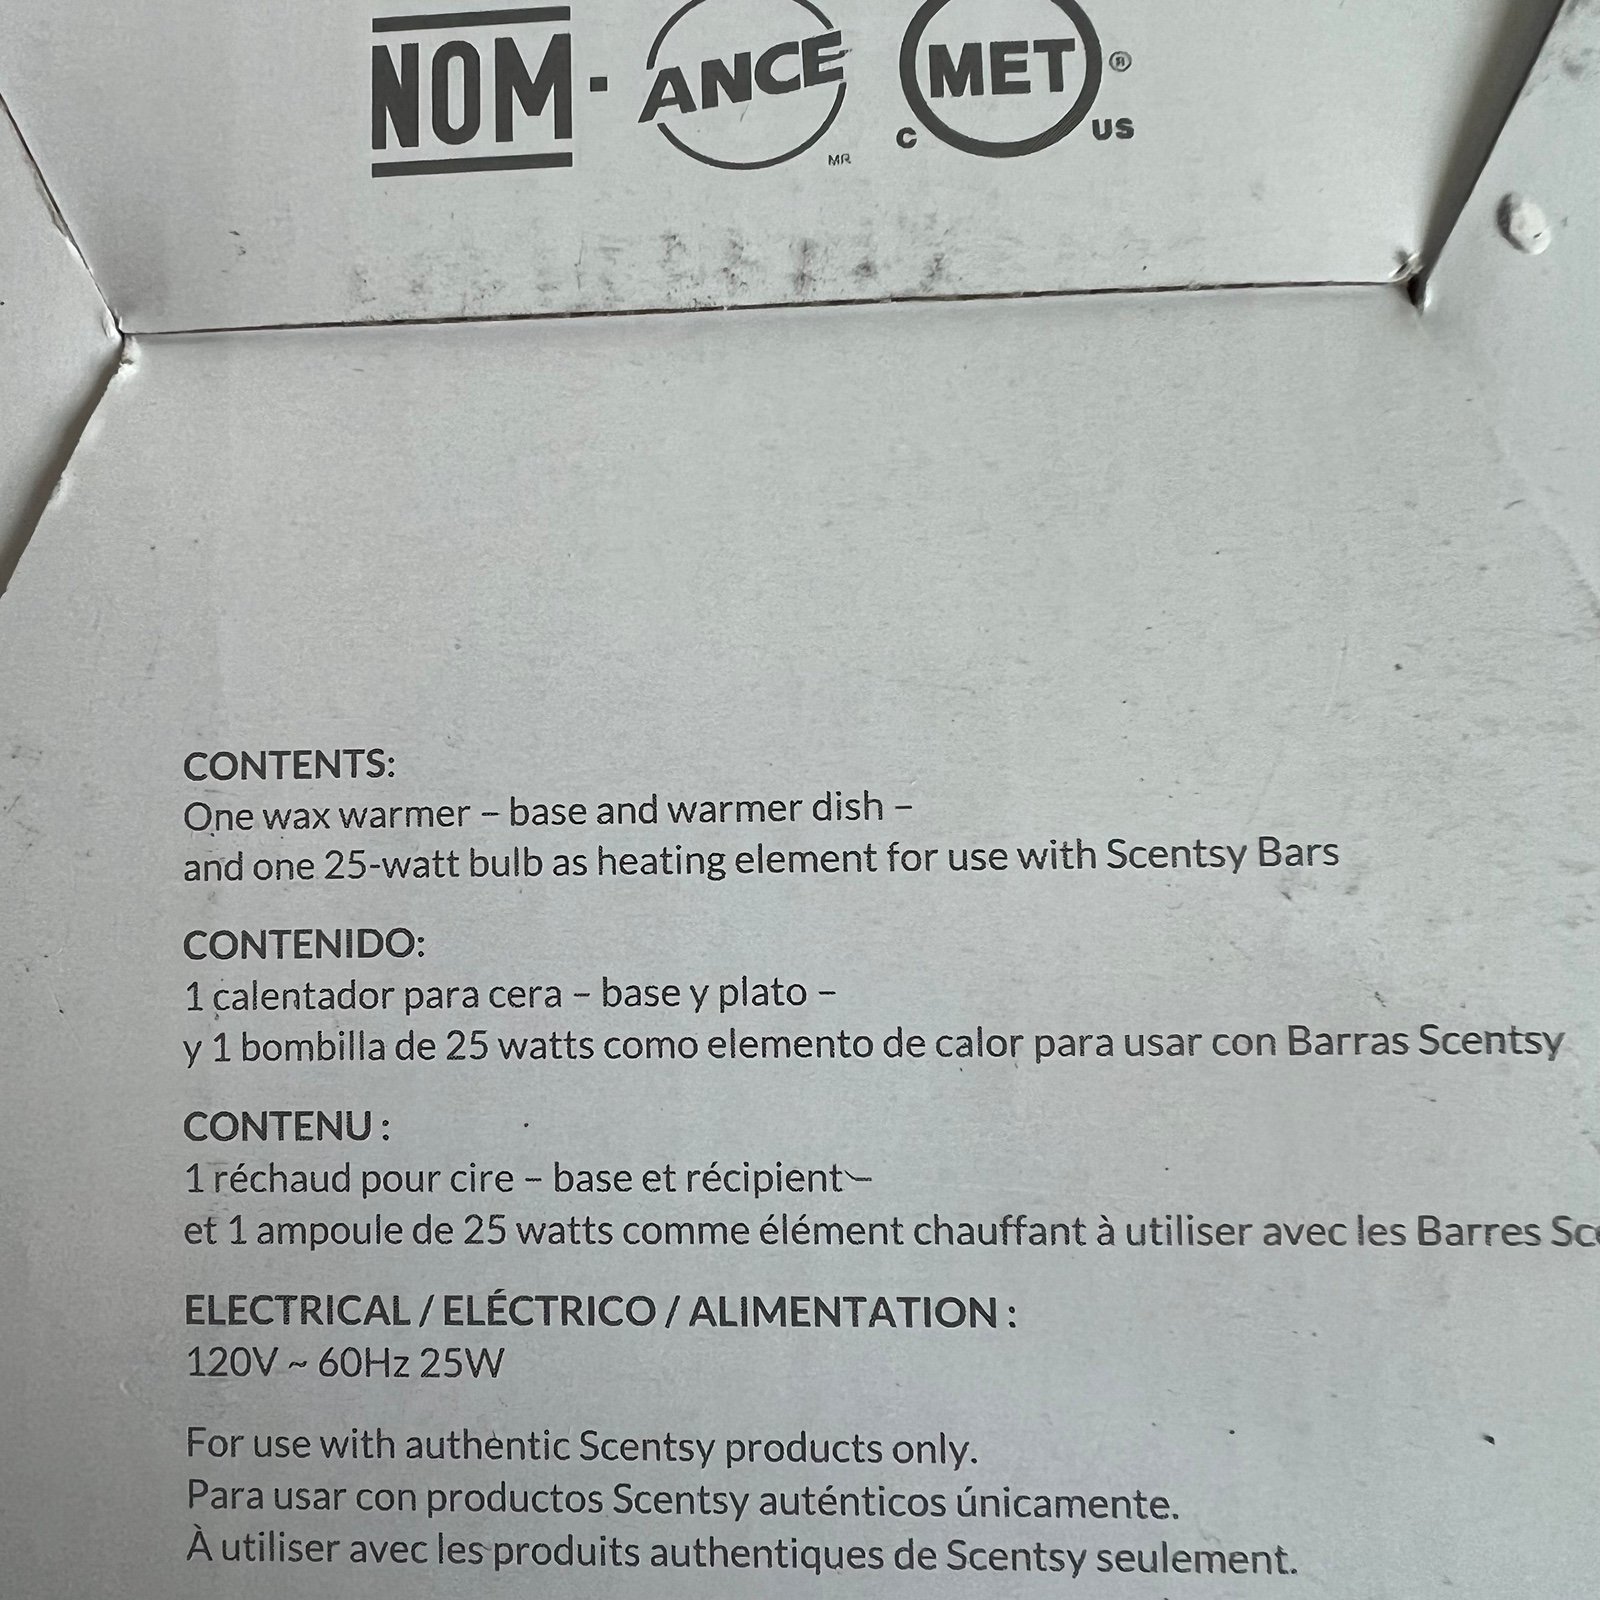 NOM - ANCE MR C MET ® US
CONTENTS:
One wax warmer – base and warmer dish –
and one 25-watt bulb as heating element for use with Scentsy Bars
CONTENIDO:
1 calentador para cera – base y plato –
y 1 bombilla de 25 watts como elemento de calor para usar con Barras Scentsy
CONTENU :
1 réchaud pour cire – base et récipient –
et 1 ampoule de 25 watts comme élément chauffant à utiliser avec les Barres
ELECTRICAL / ELÉCTRICO / ALIMENTATION :
120V ~ 60Hz 25W
For use with authentic Scentsy products only.
Para usar con productos Scentsy auténticos únicamente.
À utiliser avec les produits authentiques de Scentsy seulement.